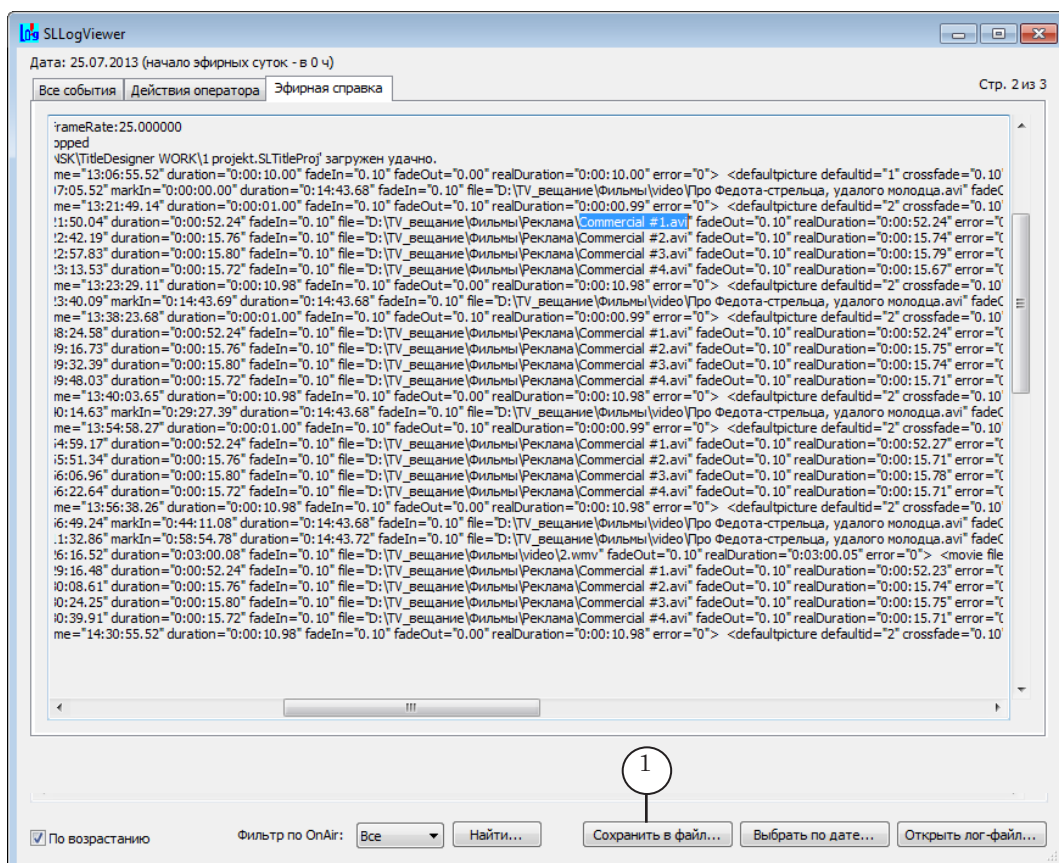 SLLogViewer
Дата: 25.07.2013 (начало эфирных суток - в 0 ч)
Все события Действия оператора Эфирная справка Стр. 2 из 3
rameRate:25.000000
opped
NSK\TitleDesigner WORK\1 projekt.SLTitleProj' загружен удачно.
me="13:06:55.52" duration="0:00:10.00" fadeIn="0.10" fadeOut="0.00" realDuration="0:00:10.00" error="0"> <defaultpicture defaultid="1" crossfade="0.10"
07:05.52" markIn="0:00:00.00" duration="0:14:43.68" fadeIn="0.10" file="D:\TV_вещание\Фильмы\video\Про Федота-стрельца, удалого молодца.avi" fadeO
me="13:21:49.14" duration="0:00:01.00" fadeIn="0.10" fadeOut="0.10" realDuration="0:00:00.99" error="0"> <defaultpicture defaultid="2" crossfade="0.10"
21:50.04" duration="0:00:52.24" fadeIn="0.10" file="D:\TV_вещание\Фильмы\Реклама\Commercial #1.avi" fadeOut="0.10" realDuration="0:00:52.24" error="0
22:42.19" duration="0:00:15.76" fadeIn="0.10" file="D:\TV_вещание\Фильмы\Реклама\Commercial #2.avi" fadeOut="0.10" realDuration="0:00:15.74" error="0
22:57.83" duration="0:00:15.80" fadeIn="0.10" file="D:\TV_вещание\Фильмы\Реклама\Commercial #3.avi" fadeOut="0.10" realDuration="0:00:15.79" error="0
23:13.53" duration="0:00:15.72" fadeIn="0.10" file="D:\TV_вещание\Фильмы\Реклама\Commercial #4.avi" fadeOut="0.10" realDuration="0:00:15.67" error="0
me="13:23:29.11" duration="0:00:10.98" fadeIn="0.10" fadeOut="0.00" realDuration="0:00:10.98" error="0"> <defaultpicture defaultid="2" crossfade="0.10"
23:40.09" markIn="0:14:43.69" duration="0:14:43.68" fadeIn="0.10" file="D:\TV_вещание\Фильмы\video\Про Федота-стрельца, удалого молодца.avi" fadeO
me="13:38:23.68" duration="0:00:01.00" fadeIn="0.10" fadeOut="0.10" realDuration="0:00:00.99" error="0"> <defaultpicture defaultid="2" crossfade="0.10"
38:24.58" duration="0:00:52.24" fadeIn="0.10" file="D:\TV_вещание\Фильмы\Реклама\Commercial #1.avi" fadeOut="0.10" realDuration="0:00:52.24" error="0
39:16.73" duration="0:00:15.76" fadeIn="0.10" file="D:\TV_вещание\Фильмы\Реклама\Commercial #2.avi" fadeOut="0.10" realDuration="0:00:15.75" error="0
39:32.39" duration="0:00:15.80" fadeIn="0.10" file="D:\TV_вещание\Фильмы\Реклама\Commercial #3.avi" fadeOut="0.10" realDuration="0:00:15.74" error="0
39:48.03" duration="0:00:15.72" fadeIn="0.10" file="D:\TV_вещание\Фильмы\Реклама\Commercial #4.avi" fadeOut="0.10" realDuration="0:00:15.71" error="0
me="13:40:03.65" duration="0:00:10.98" fadeIn="0.10" fadeOut="0.00" realDuration="0:00:10.98" error="0"> <defaultpicture defaultid="2" crossfade="0.10"
40:14.63" markIn="0:29:27.39" duration="0:14:43.68" fadeIn="0.10" file="D:\TV_вещание\Фильмы\video\Про Федота-стрельца, удалого молодца.avi" fadeO
me="13:54:58.27" duration="0:00:01.00" fadeIn="0.10" fadeOut="0.10" realDuration="0:00:00.99" error="0"> <defaultpicture defaultid="2" crossfade="0.10"
54:59.17" duration="0:00:52.24" fadeIn="0.10" file="D:\TV_вещание\Фильмы\Реклама\Commercial #1.avi" fadeOut="0.10" realDuration="0:00:52.27" error="0
55:51.34" duration="0:00:15.76" fadeIn="0.10" file="D:\TV_вещание\Фильмы\Реклама\Commercial #2.avi" fadeOut="0.10" realDuration="0:00:15.71" error="0
56:06.96" duration="0:00:15.80" fadeIn="0.10" file="D:\TV_вещание\Фильмы\Реклама\Commercial #3.avi" fadeOut="0.10" realDuration="0:00:15.78" error="0
56:22.64" duration="0:00:15.72" fadeIn="0.10" file="D:\TV_вещание\Фильмы\Реклама\Commercial #4.avi" fadeOut="0.10" realDuration="0:00:15.71" error="0
me="13:56:38.26" duration="0:00:10.98" fadeIn="0.10" fadeOut="0.00" realDuration="0:00:10.98" error="0"> <defaultpicture defaultid="2" crossfade="0.10"
56:49.24" markIn="0:44:11.08" duration="0:14:43.68" fadeIn="0.10" file="D:\TV_вещание\Фильмы\video\Про Федота-стрельца, удалого молодца.avi" fadeO
11:32.86" markIn="0:58:54.78" duration="0:14:43.72" fadeIn="0.10" file="D:\TV_вещание\Фильмы\video\Про Федота-стрельца, удалого молодца.avi" fadeO
26:16.52" duration="0:03:00.08" fadeIn="0.10" file="D:\TV_вещание\Фильмы\video\2.wmv" fadeOut="0.10" realDuration="0:03:00.05" error="0"> <movie file
29:16.48" duration="0:00:52.24" fadeIn="0.10" file="D:\TV_вещание\Фильмы\Реклама\Commercial #1.avi" fadeOut="0.10" realDuration="0:00:52.23" error="0
30:08.61" duration="0:00:15.76" fadeIn="0.10" file="D:\TV_вещание\Фильмы\Реклама\Commercial #2.avi" fadeOut="0.10" realDuration="0:00:15.74" error="0
30:24.25" duration="0:00:15.80" fadeIn="0.10" file="D:\TV_вещание\Фильмы\Реклама\Commercial #3.avi" fadeOut="0.10" realDuration="0:00:15.75" error="0
30:39.91" duration="0:00:15.72" fadeIn="0.10" file="D:\TV_вещание\Фильмы\Реклама\Commercial #4.avi" fadeOut="0.10" realDuration="0:00:15.71" error="0
me="14:30:55.52" duration="0:00:10.98" fadeIn="0.10" fadeOut="0.00" realDuration="0:00:10.98" error="0"> <defaultpicture defaultid="2" crossfade="0.10"
1
По возрастанию Фильтр по OnAir: Все Найти... Сохранить в файл... Выбрать по дате... Открыть лог-файл...